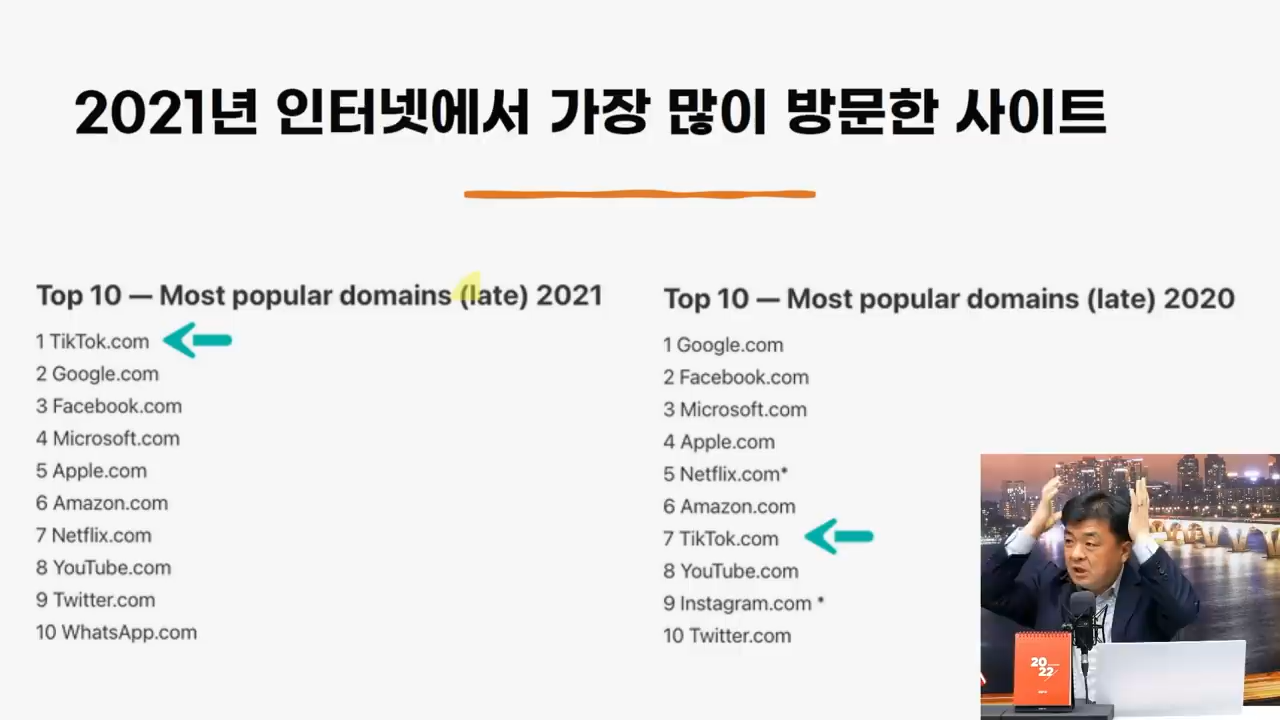 2021년 인터넷에서 가장 많이 방문한 사이트
Top 10 — Most popular domains (late) 2021
1 TikTok.com
2 Google.com
3 Facebook.com
4 Microsoft.com
5 Apple.com
6 Amazon.com
7 Netflix.com
8 YouTube.com
9 Twitter.com
10 WhatsApp.com
Top 10 — Most popular domains (late) 2020
1 Google.com
2 Facebook.com
3 Microsoft.com
4 Apple.com
5 Netflix.com*
6 Amazon.com
7 TikTok.com
8 YouTube.com
9 Instagram.com *
10 Twitter.com
20
22